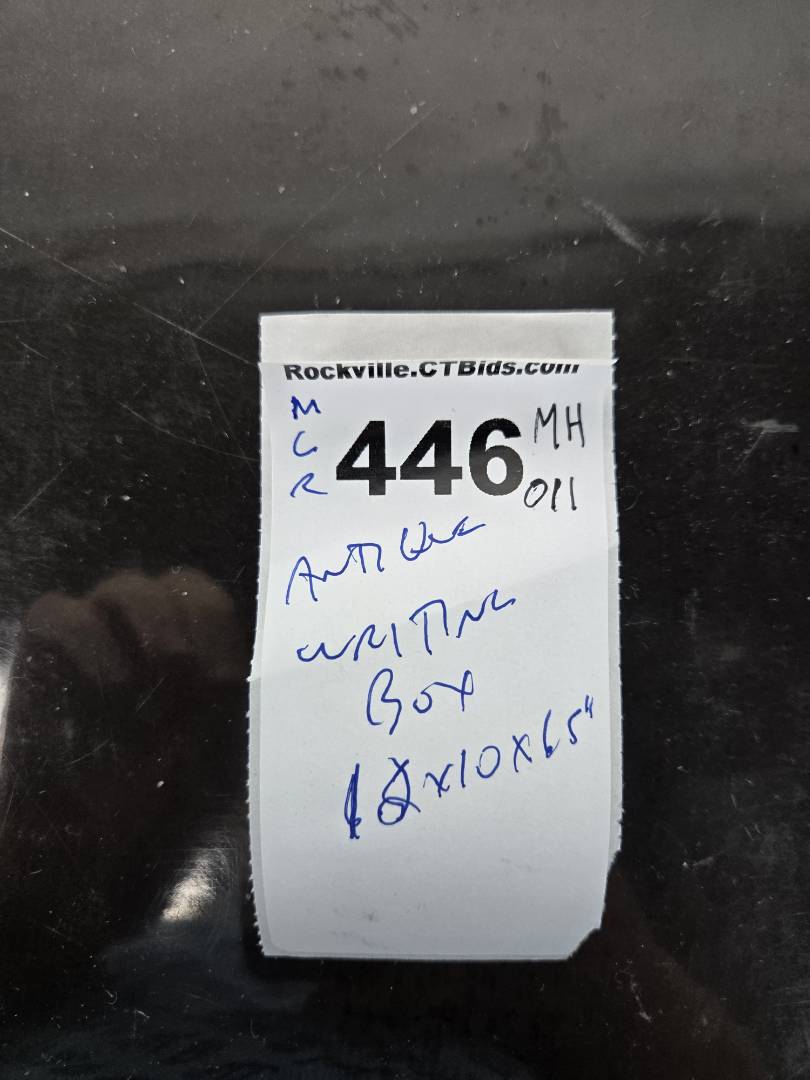 Rockville.CTBids.com
M
C
R
446
MH
011
ANTIQUE
WRITING
BOX
x10x6.5"